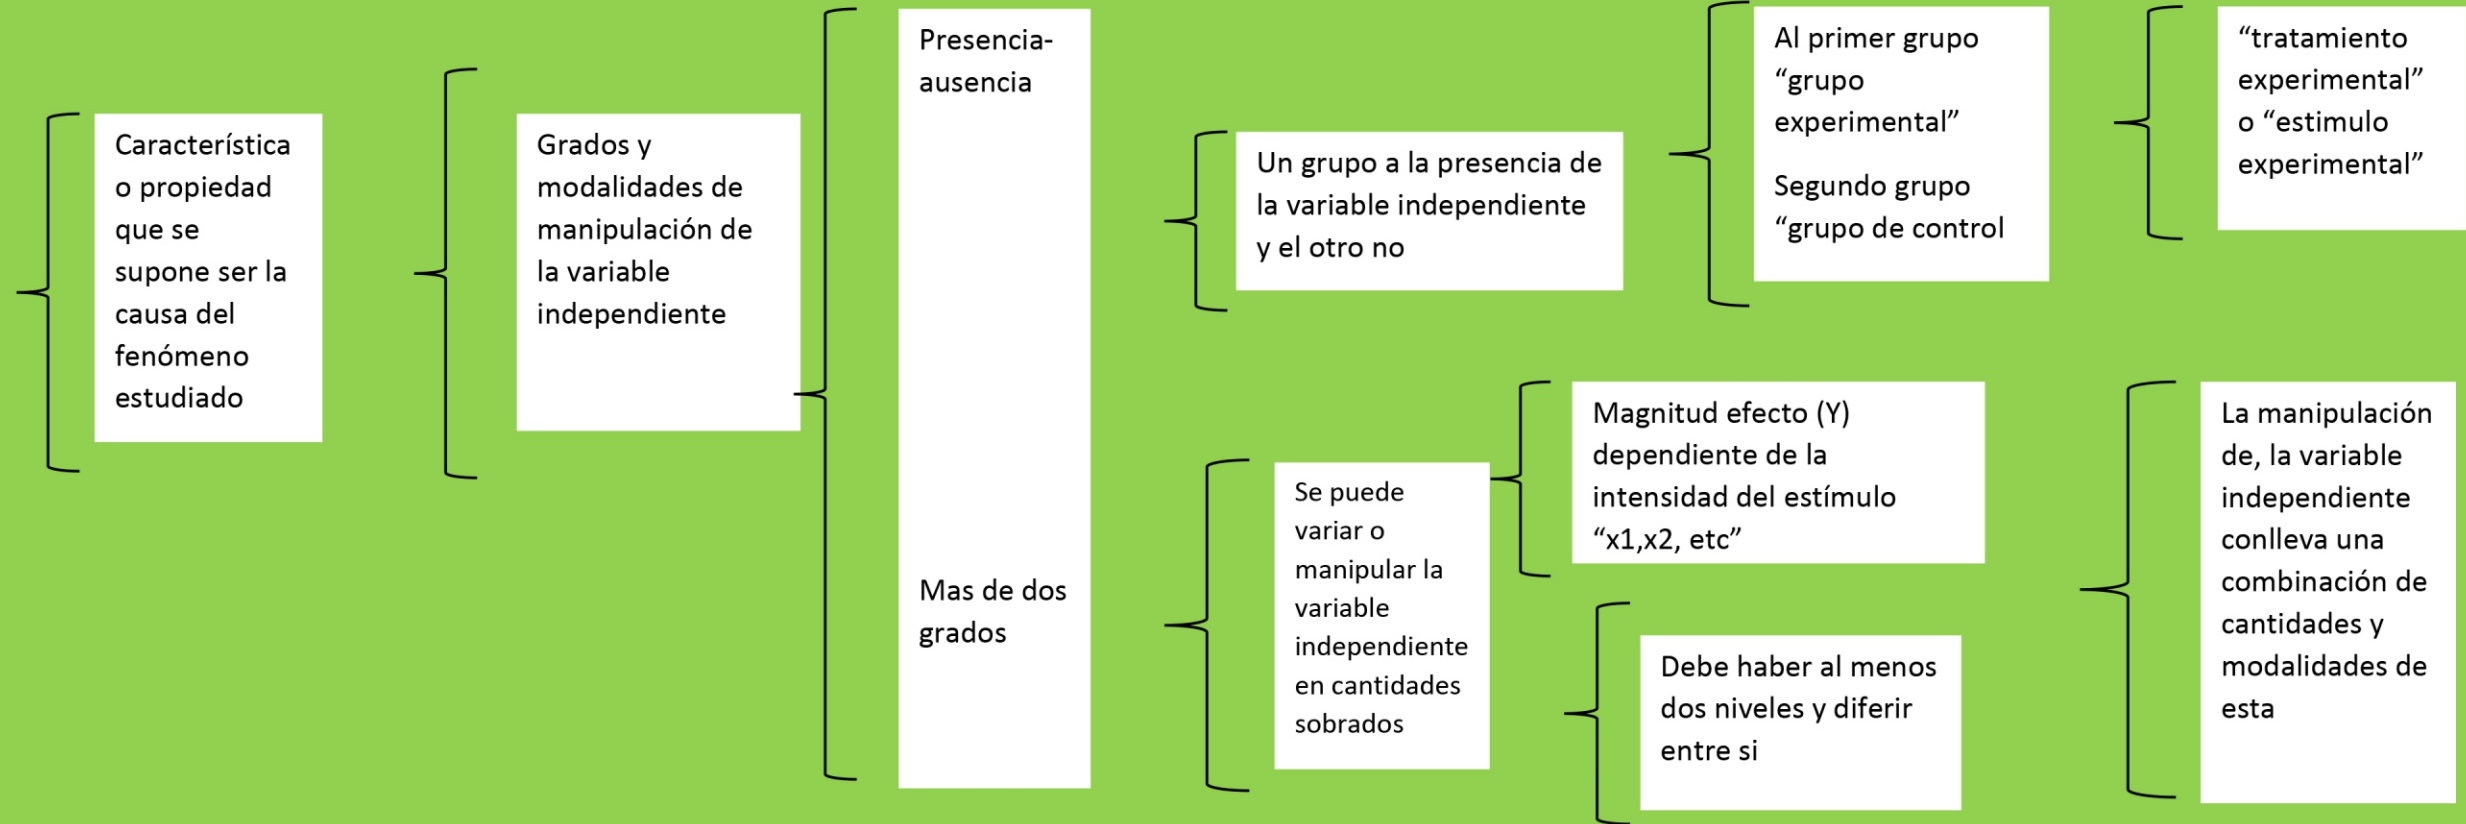 Característica
o propiedad
que se
supone ser la
causa del
fenómeno
estudiado
Grados y
modalidades de
manipulación de
la variable
independiente
Presencia-
ausencia
Mas de dos
grados
Un grupo a la presencia de
la variable independiente
y el otro no
Al primer grupo
“grupo
experimental”
Segundo grupo
“grupo de control
“tratamiento
experimental”
o “estimulo
experimental”
Se puede
variar o
manipular la
variable
independiente
en cantidades
sobrados
Magnitud efecto (Y)
dependiente de la
intensidad del estímulo
“x1,x2, etc”
Debe haber al menos
dos niveles y diferir
entre si
La manipulación
de, la variable
independiente
conlleva una
combinación de
cantidades y
modalidades de
esta